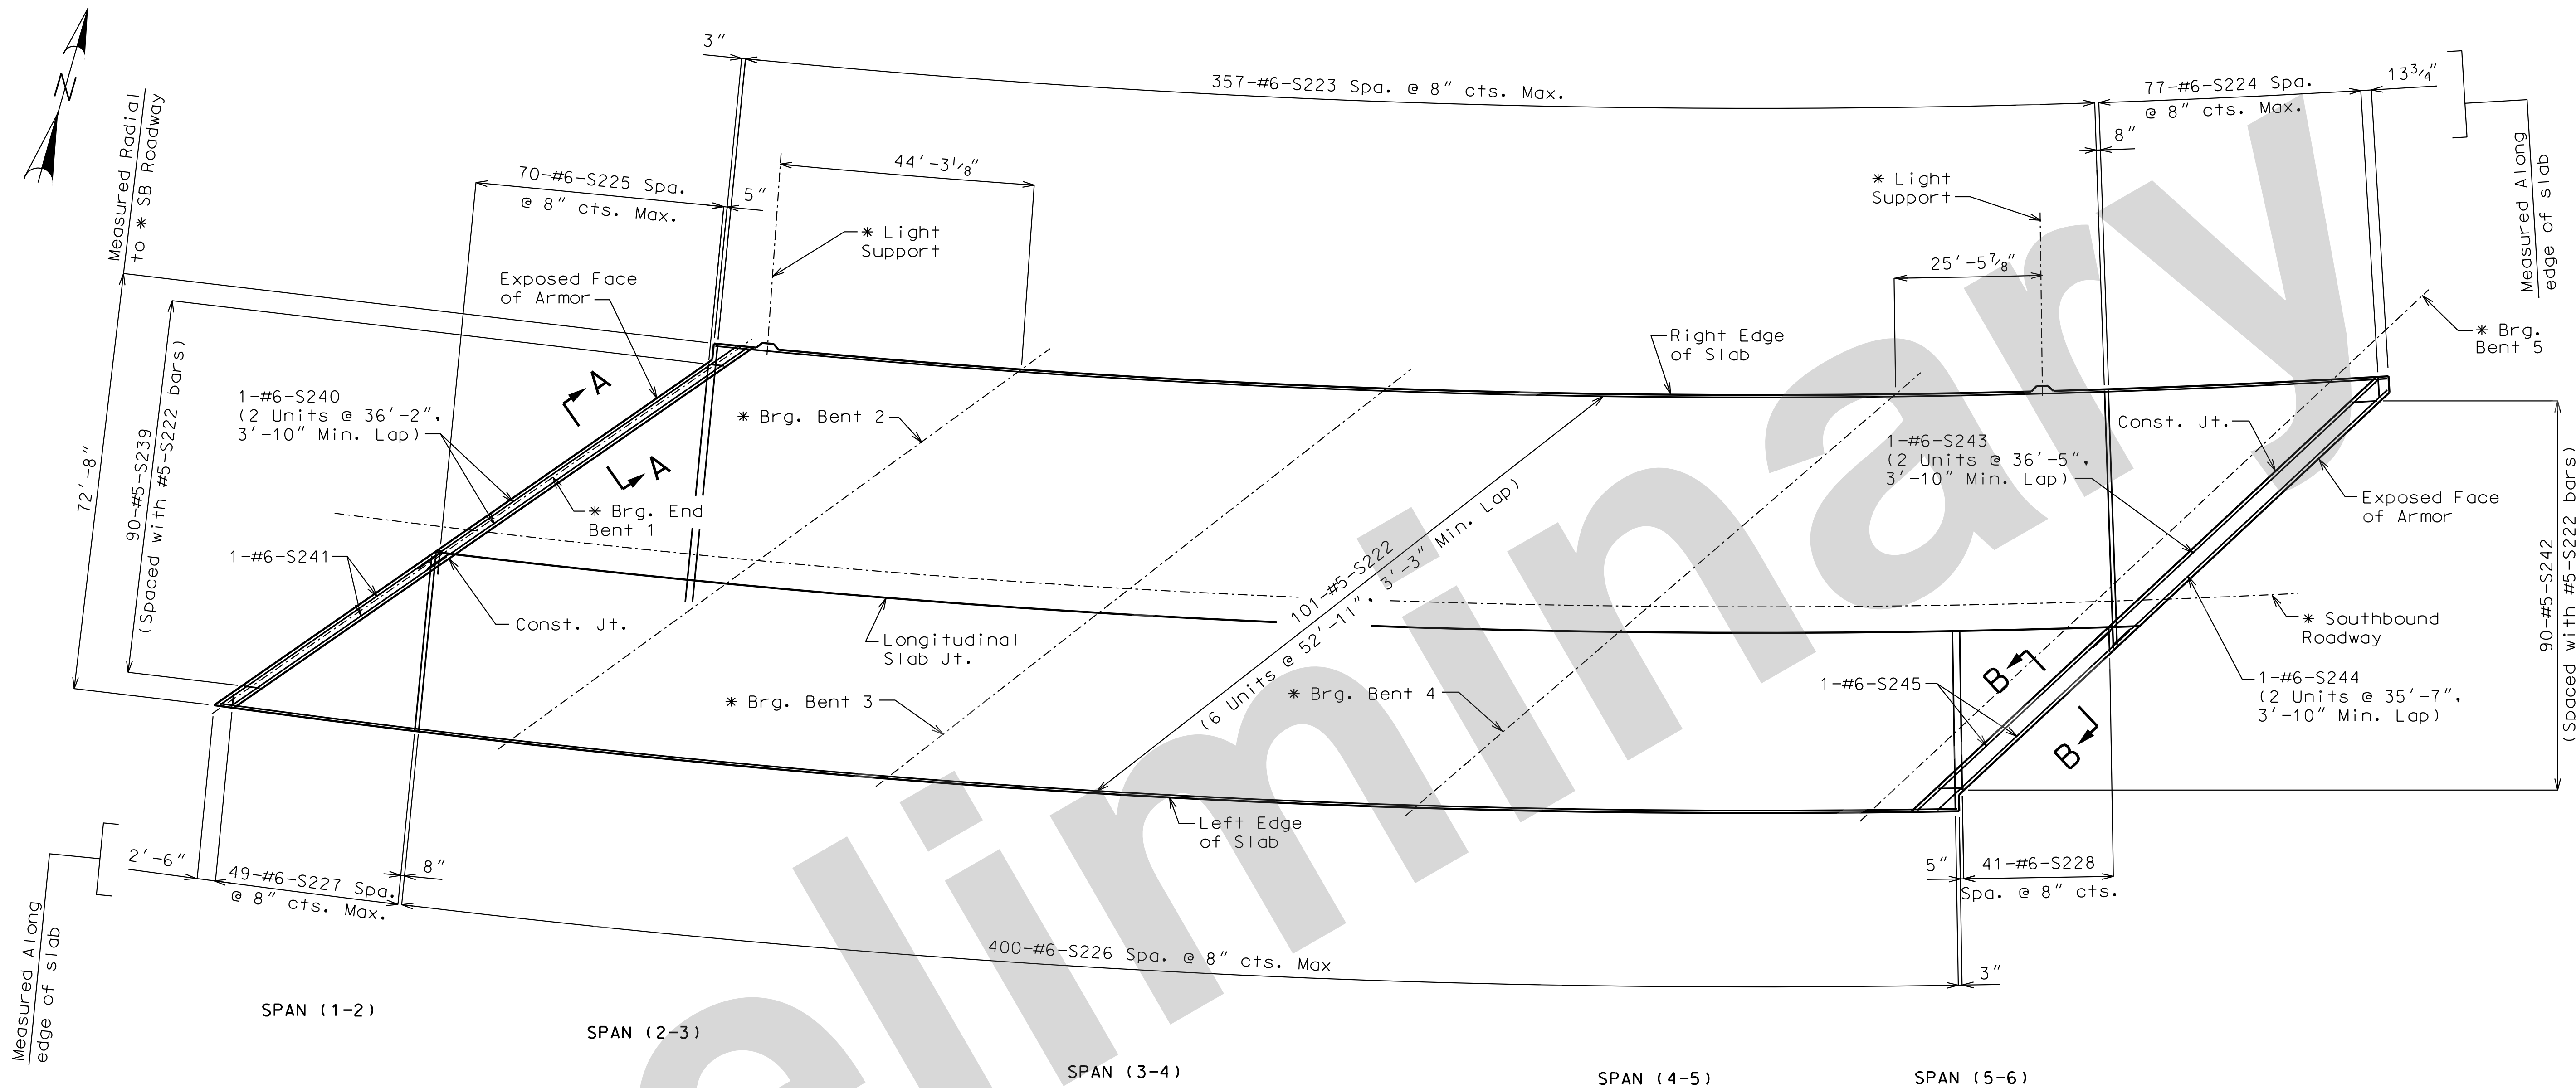 N
Measured Radial
to * SB Roadway
3"
357-#6-S223 Spa. @ 8" cts. Max.
77-#6-S224 Spa.
@ 8" cts. Max.
13¾"
8"
Measured Along
edge of slab
70-#6-S225 Spa.
@ 8" cts. Max.
5"
44'-3⅛"
* Light
Support
* Light
Support
25'-5⅞"
Exposed Face
of Armor
Right Edge
of Slab
* Brg.
Bent 5
72'-8"
90-#5-S239
(Spaced with #5-S222 bars)
1-#6-S240
(2 Units @ 36'-2",
3'-10" Min. Lap)
A
A
* Brg. Bent 2
* Brg. End
Bent 1
1-#6-S243
(2 Units @ 36'-5",
3'-10" Min. Lap)
Const. Jt.
Exposed Face
of Armor
1-#6-S241
Const. Jt.
Longitudinal
Slab Jt.
101-#5-S222
(6 Units @ 52'-11", 3'-3" Min. Lap)
* Southbound
Roadway
90-#5-S242
(Spaced with #5-S222 bars)
* Brg. Bent 3
* Brg. Bent 4
1-#6-S245
B
B
1-#6-S244
(2 Units @ 35'-7",
3'-10" Min. Lap)
Left Edge
of Slab
2'-6"
49-#6-S227 Spa.
@ 8" cts. Max.
8"
5"
41-#6-S228
Spa. @ 8" cts.
400-#6-S226 Spa. @ 8" cts. Max
3"
Measured Along
edge of slab
SPAN (1-2)
SPAN (2-3)
SPAN (3-4)
SPAN (4-5)
SPAN (5-6)
eliminary